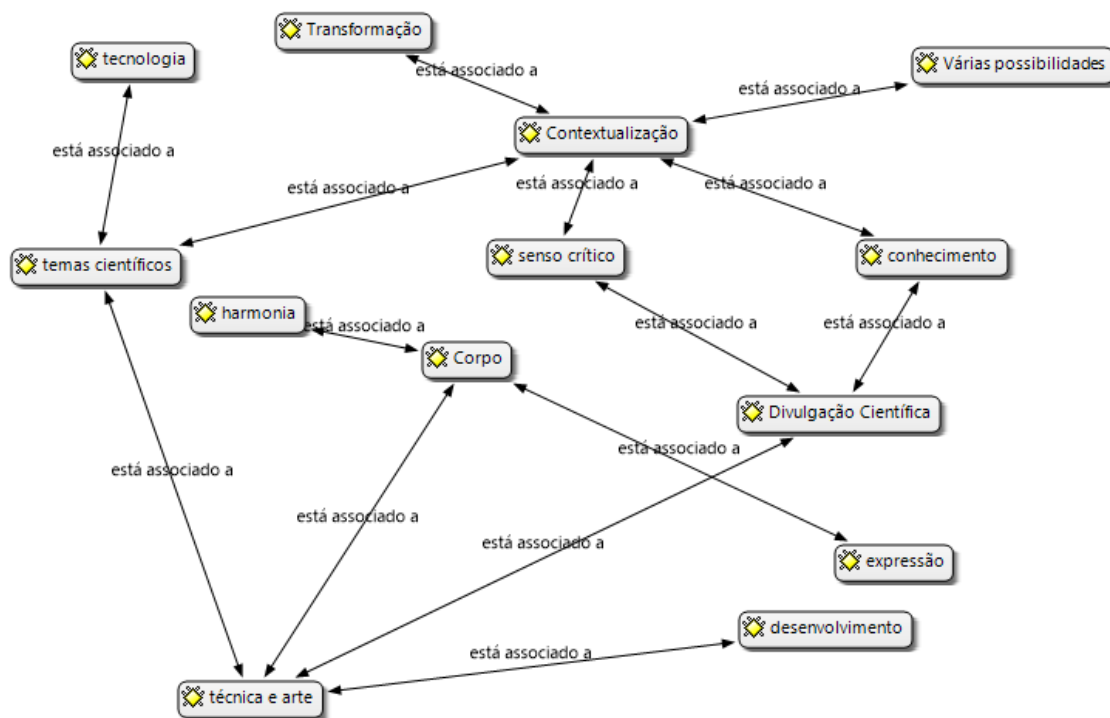 Transformação
tecnologia
Várias possibilidades
está associado a
está associado a
Contextualização
está associado a
está associado a
está associado a
está associado a
senso crítico
conhecimento
temas científicos
harmonia
está associado a
está associado a
está associado a
Corpo
Divulgação Científica
está associado a
está associado a
está associado a
está associado a
expressão
desenvolvimento
está associado a
técnica e arte